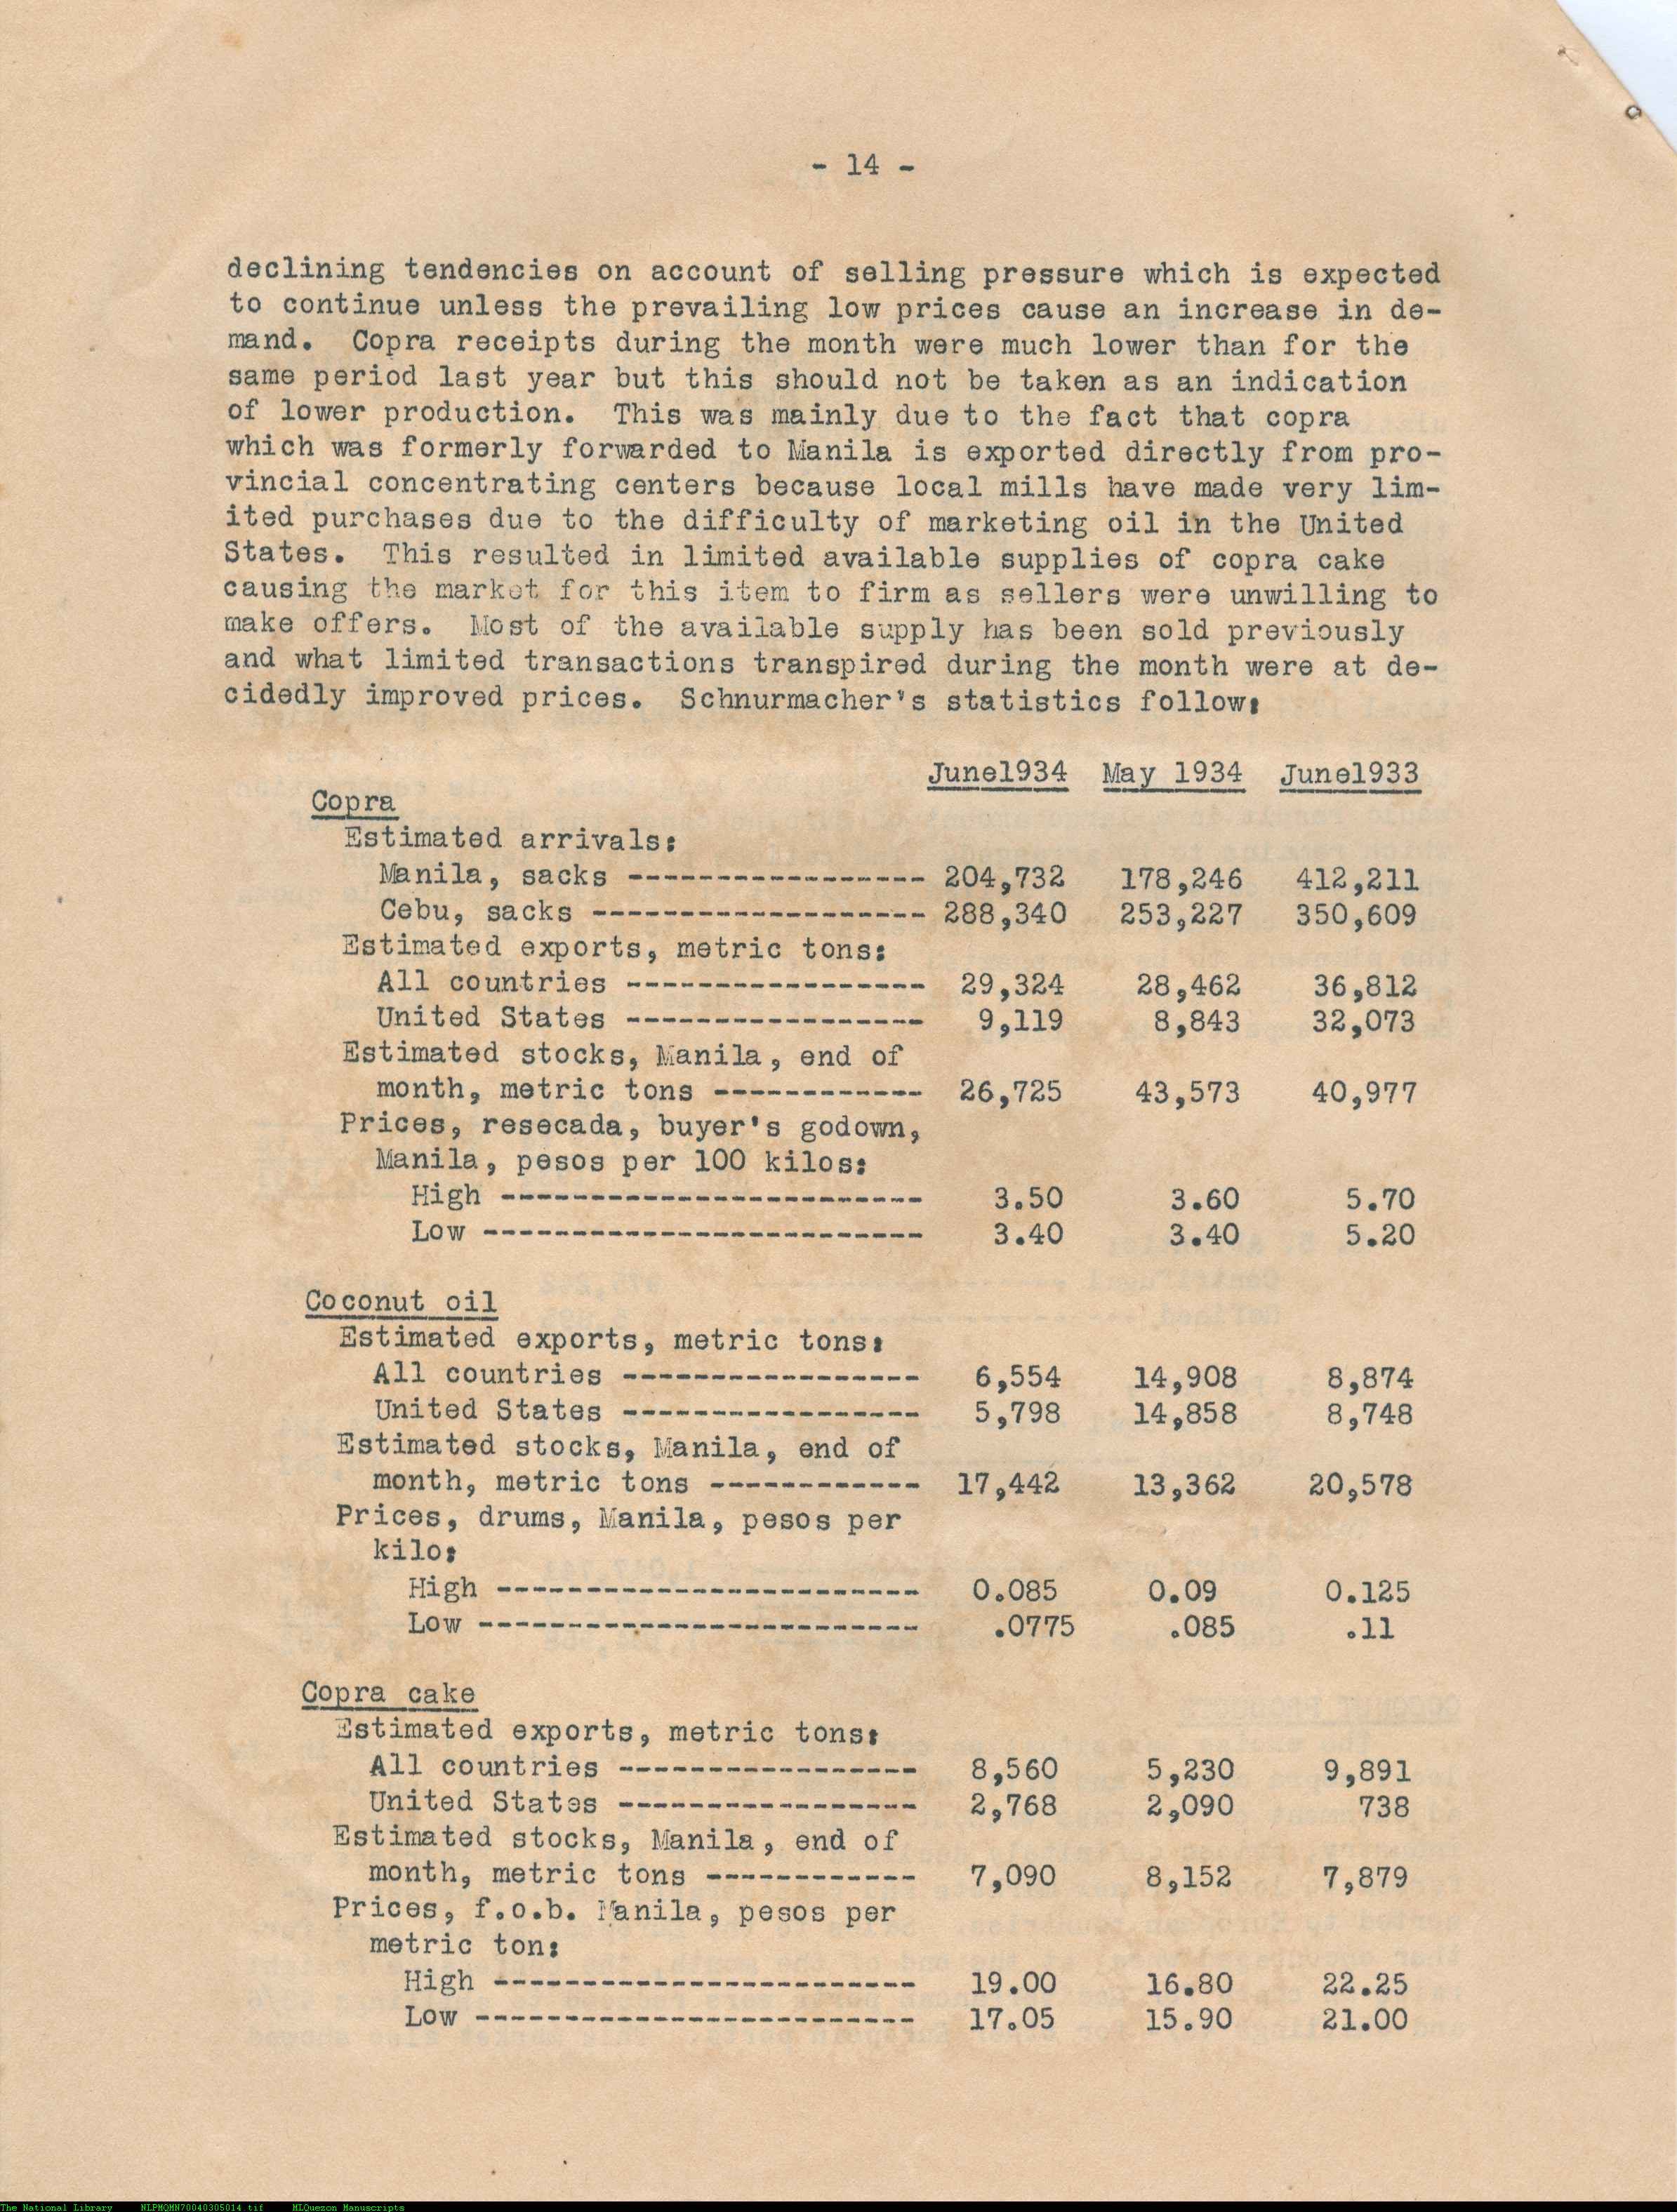 - 14 -
declining tendencies on account of selling pressure which is expected
to continue unless the prevailing low prices cause an increase in de-
mand. Copra receipts during the month were much lower than for the
same period last year but this should not be taken as an indication
of lower production. This was mainly due to the fact that copra
which was formerly forwarded to Manila is exported directly from pro-
vincial concentrating centers because local mills have made very lim-
ited purchases due to the difficulty of marketing oil in the United
States. This resulted in limited available supplies of copra cake
causing the market for this item to firm as sellers were unwilling to
make offers. Most of the available supply has been sold previously
and what limited transactions transpired during the month were at de-
cidedly improved prices. Schnurmacher's statistics follow:
June1934 May 1934 June1933
Copra
Estimated arrivals:
Manila, sacks ----------------- 204,732 178,246 412,211
Cebu, sacks ------------------- 288,340 253,227 350,609
Estimated exports, metric tons:
All countries ----------------- 29,324 28,462 36,812
United States ----------------- 9,119 8,843 32,073
Estimated stocks, Manila, end of
month, metric tons ------------ 26,725 43,573 40,977
Prices, resecada, buyer's godown,
Manila, pesos per 100 kilos:
High ------------------------ 3.50 3.60 5.70
Low ------------------------- 3.40 3.40 5.20
Coconut oil
Estimated exports, metric tons:
All countries ----------------- 6,554 14,908 8,874
United States ----------------- 5,798 14,858 8,748
Estimated stocks, Manila, end of
month, metric tons ------------ 17,442 13,362 20,578
Prices, drums, Manila, pesos per
kilo:
High ------------------------ 0.085 0.09 0.125
Low ------------------------- .0775 .085 .11
Copra cake
Estimated exports, metric tons:
All countries ----------------- 8,560 5,230 9,891
United States ----------------- 2,768 2,090 738
Estimated stocks, Manila, end of
month, metric tons ------------ 7,090 8,152 7,879
Prices, f.o.b. Manila, pesos per
metric ton:
High ------------------------ 19.00 16.80 22.25
Low ------------------------- 17.05 15.90 21.00
The National Library NLPMQMN70040305014.tif MLQuezon Manuscripts